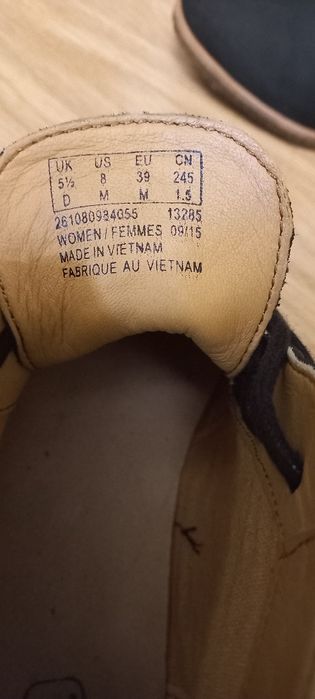 UK US EU CN
5½ 8 39 245
D M M 1.5
261080984055 13285
WOMEN / FEMMES 09/15
MADE IN VIETNAM
FABRIQUE AU VIETNAM